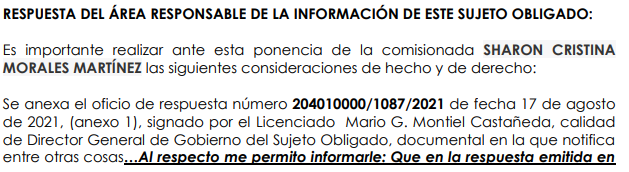 RESPUESTA DEL ÁREA RESPONSABLE DE LA INFORMACIÓN DE ESTE SUJETO OBLIGADO:
Es importante realizar ante esta ponencia de la comisionada SHARON CRISTINA
MORALES MARTÍNEZ las siguientes consideraciones de hecho y de derecho:
Se anexa el oficio de respuesta número 204010000/1087/2021 de fecha 17 de agosto
de 2021, (anexo 1), signado por el Licenciado Mario G. Montiel Castañeda, calidad
de Director General de Gobierno del Sujeto Obligado, documental en la que notifica
entre otras cosas…Al respecto me permito informarle: Que en la respuesta emitida en